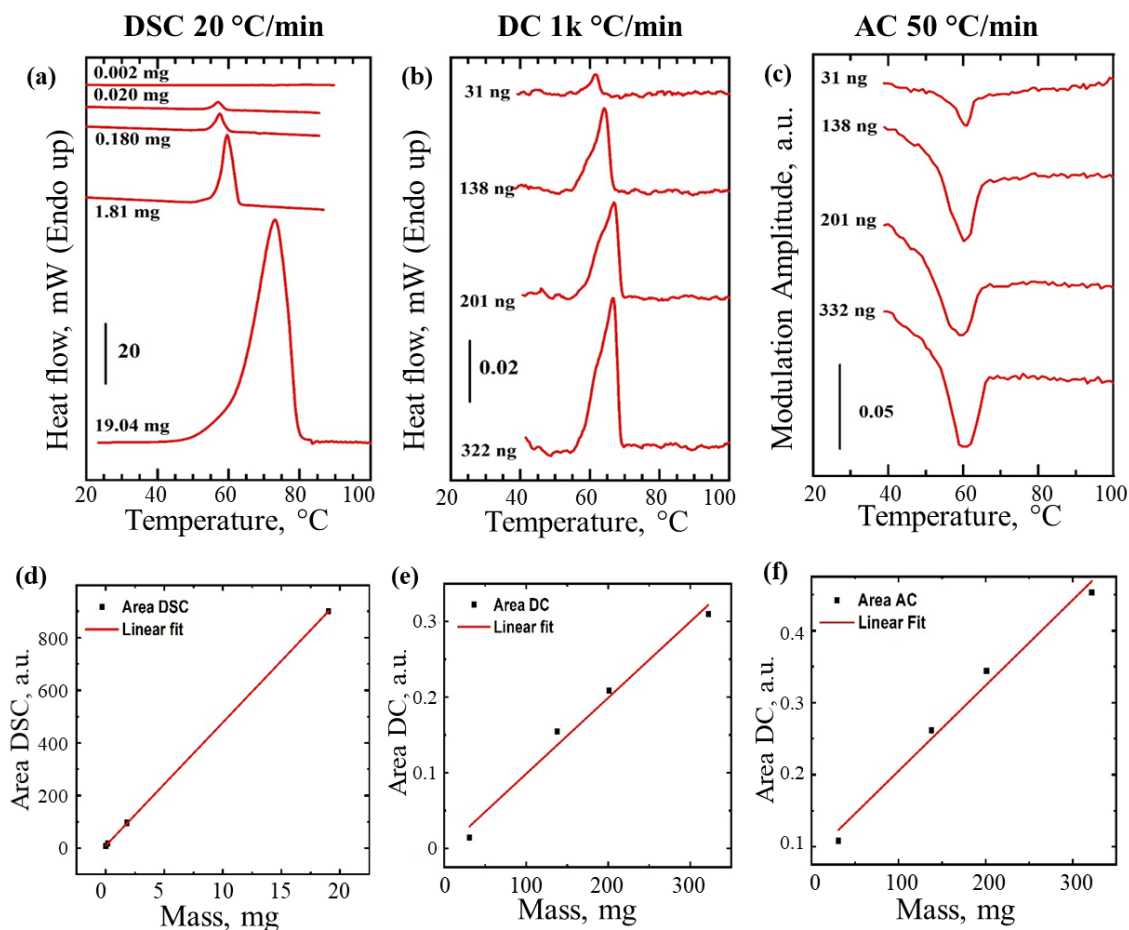 DSC 20 °C/min
DC 1k °C/min
AC 50 °C/min
(a)
0.002 mg
0.020 mg
0.180 mg
1.81 mg
20
19.04 mg
Heat flow, mW (Endo up)
20 40 60 80 100
Temperature, °C
(b)
31 ng
138 ng
201 ng
0.02
322 ng
Heat flow, mW (Endo up)
20 40 60 80 100
Temperature, °C
(c)
31 ng
138 ng
201 ng
332 ng
0.05
Modulation Amplitude, a.u.
20 40 60 80 100
Temperature, °C
(d)
Area DSC
Linear fit
800
600
400
200
0
Area DSC, a.u.
0 5 10 15 20
Mass, mg
(e)
Area DC
Linear fit
0.3
0.2
0.1
0
Area DC, a.u.
0 100 200 300
Mass, mg
(f)
Area AC
Linear Fit
0.4
0.3
0.2
0.1
Area DC, a.u.
0 100 200 300
Mass, mg